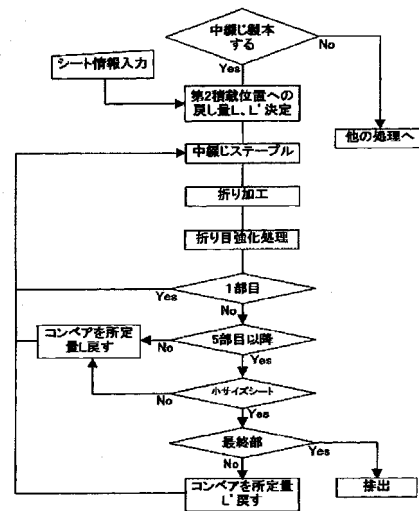 中綴じ製本
する
No
Yes
シート情報入力
第2積載位置への
戻し量L、L'決定
他の処理へ
中綴じステープル
折り加工
折り目強化処理
1部目
Yes
No
コンベアを所定
量L戻す
5部目以降
No
Yes
小サイズシート
No
Yes
最終部
No
Yes
コンベアを所定量
L'戻す
排出